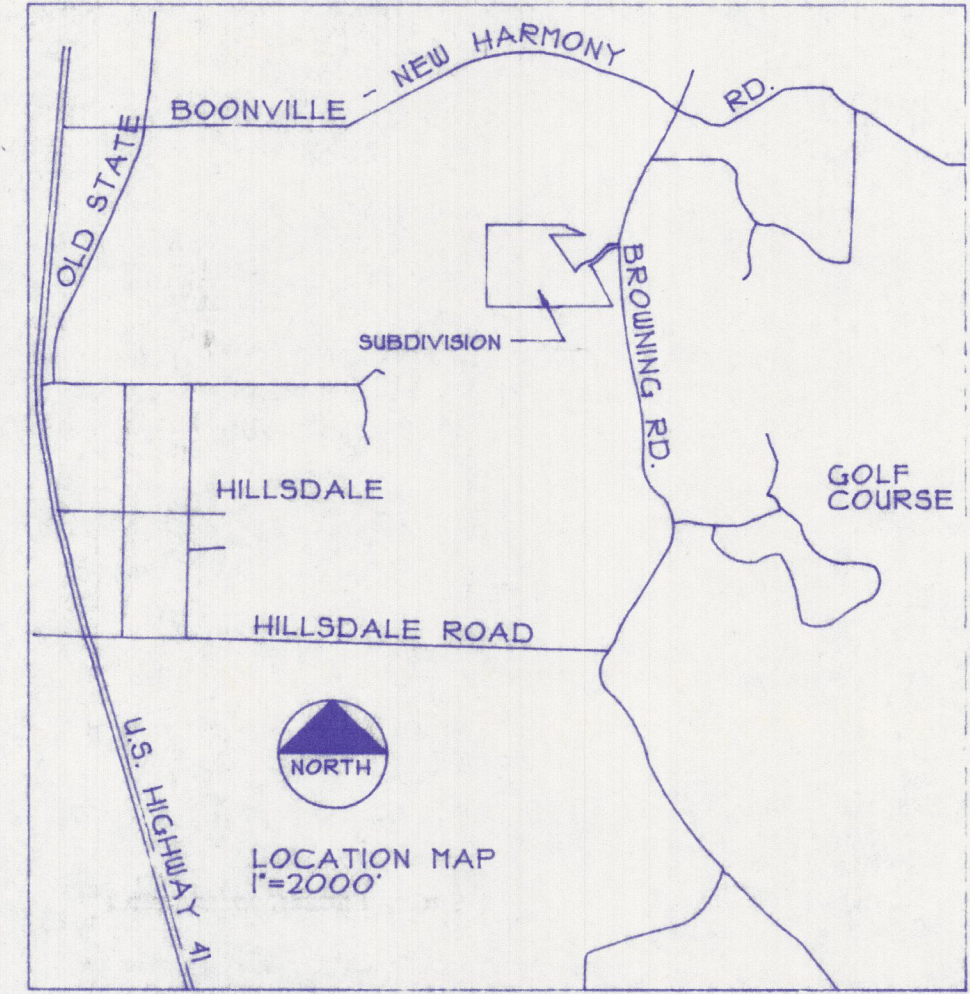 BOONVILLE - NEW HARMONY RD.
OLD STATE
BROWNING RD.
SUBDIVISION
HILLSDALE
GOLF
COURSE
HILLSDALE ROAD
U.S. HIGHWAY 41
NORTH
LOCATION MAP
1"=2000'